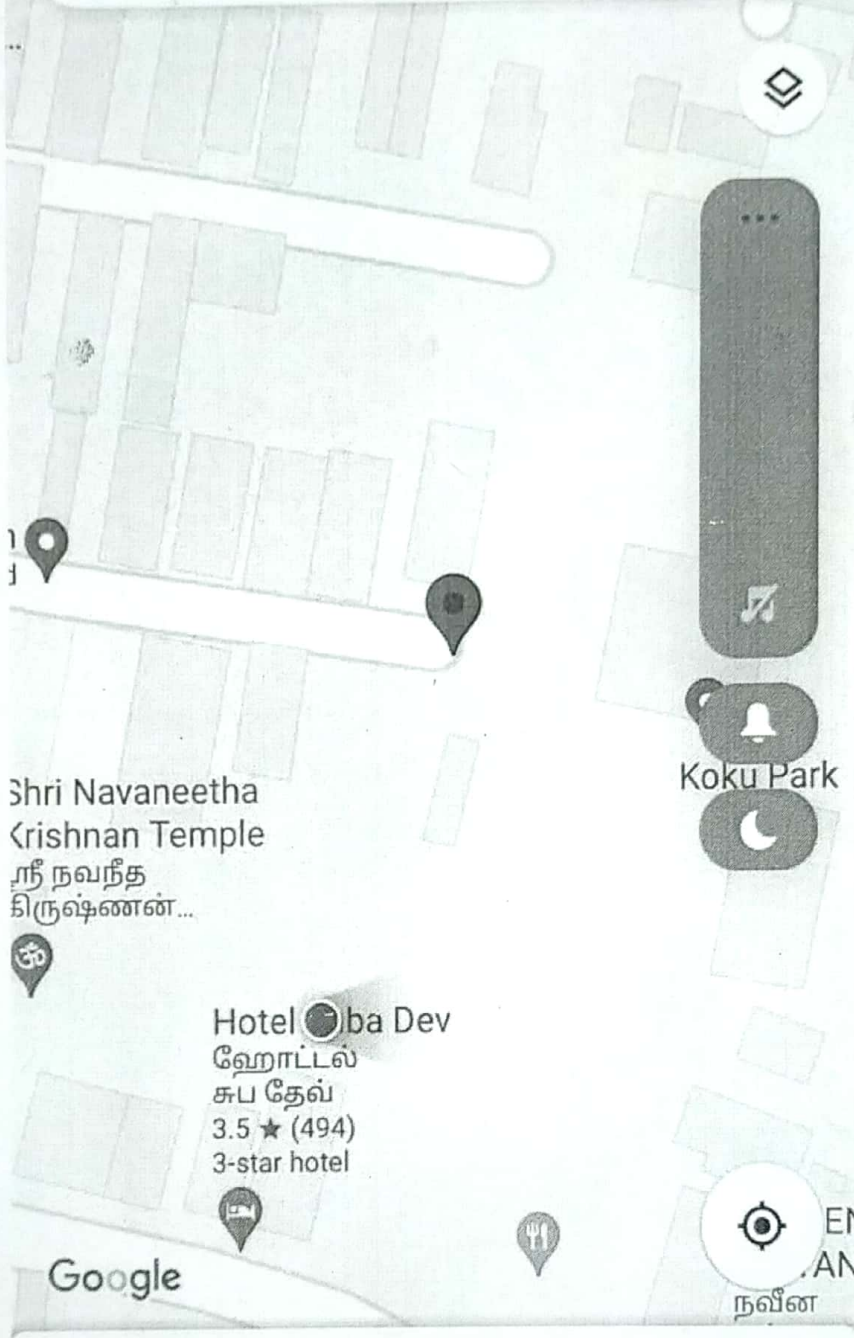 Koku Park
Shri Navaneetha
Krishnan Temple
ஸ்ரீ நவநீத
கிருஷ்ணன்...
Hotel ba Dev
ஹோட்டல்
சுப தேவ்
3.5 ★ (494)
3-star hotel
Google
நவீன